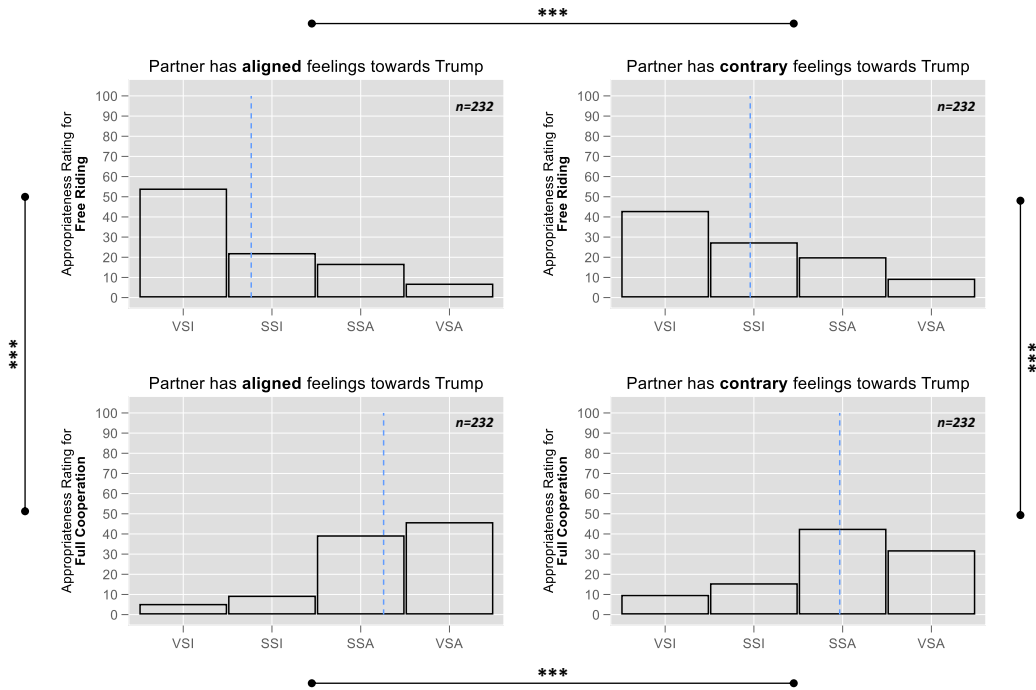 ***
Partner has aligned feelings towards Trump
Appropriateness Rating for
Free Riding
100
90
80
70
60
50
40
30
20
10
0
n=232
VSI SSI SSA VSA
Partner has contrary feelings towards Trump
Appropriateness Rating for
Free Riding
100
90
80
70
60
50
40
30
20
10
0
n=232
VSI SSI SSA VSA
***
***
Partner has aligned feelings towards Trump
Appropriateness Rating for
Full Cooperation
100
90
80
70
60
50
40
30
20
10
0
n=232
VSI SSI SSA VSA
Partner has contrary feelings towards Trump
Appropriateness Rating for
Full Cooperation
100
90
80
70
60
50
40
30
20
10
0
n=232
VSI SSI SSA VSA
***